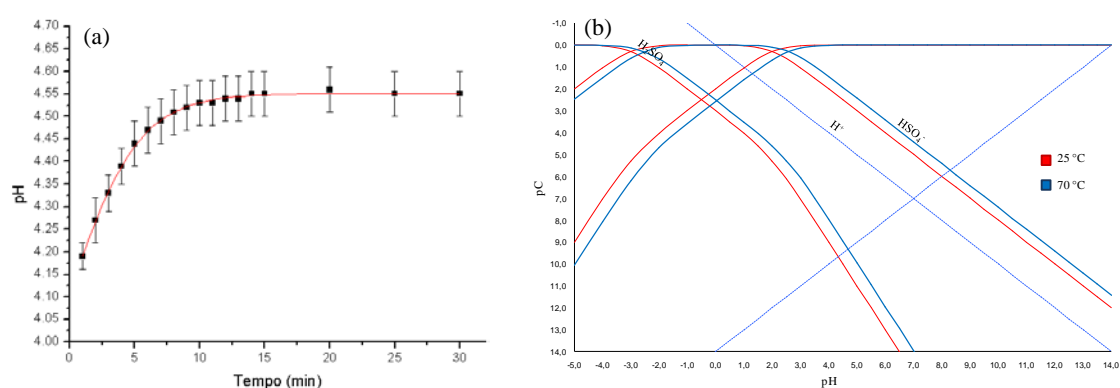 (a)
4.70
4.65
4.60
4.55
4.50
4.45
4.40
4.35
4.30
4.25
4.20
4.15
4.10
4.05
4.00
pH
0 5 10 15 20 25 30
Tempo (min)
(b)
-1,0
0,0
1,0
2,0
3,0
4,0
5,0
6,0
7,0
8,0
9,0
10,0
11,0
12,0
13,0
14,0
pC
H₂SO₄
H⁺
HSO₄⁻
25 °C
70 °C
-5,0 -4,0 -3,0 -2,0 -1,0 0,0 1,0 2,0 3,0 4,0 5,0 6,0 7,0 8,0 9,0 10,0 11,0 12,0 13,0 14,0
pH